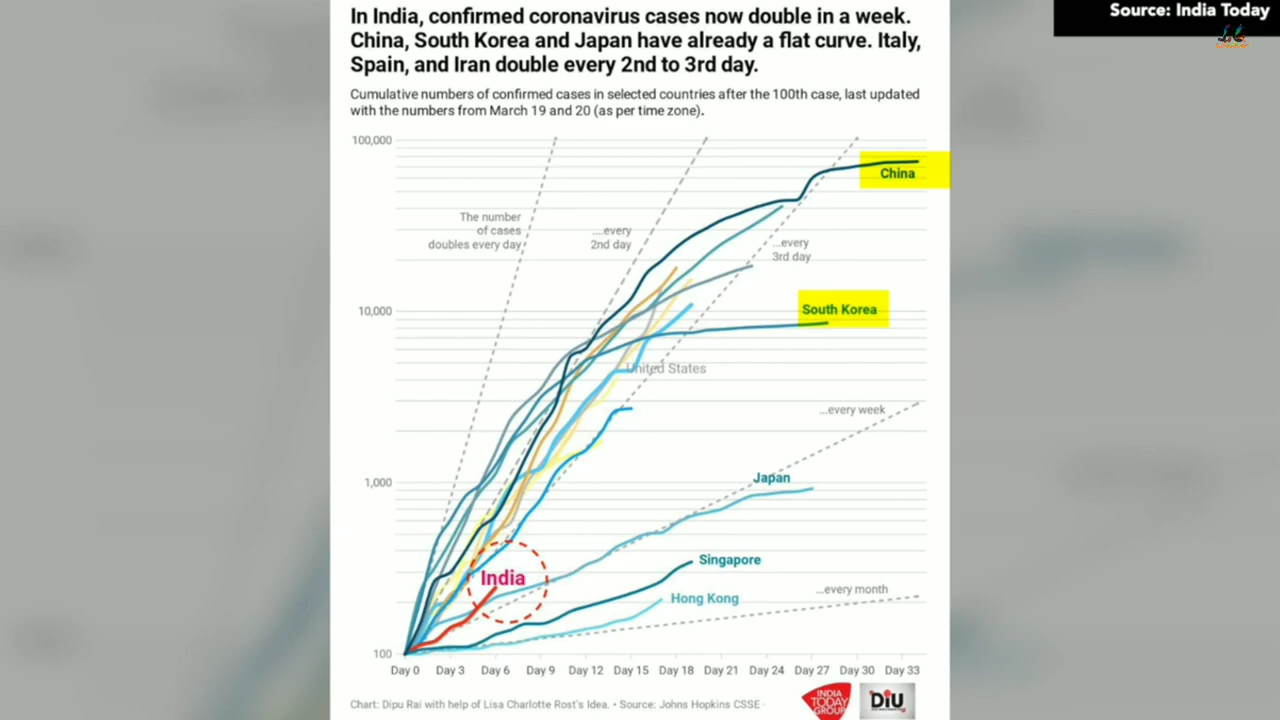 Source: India Today
In India, confirmed coronavirus cases now double in a week.
China, South Korea and Japan have already a flat curve. Italy,
Spain, and Iran double every 2nd to 3rd day.
Cumulative numbers of confirmed cases in selected countries after the 100th case, last updated
with the numbers from March 19 and 20 (as per time zone).
100,000
China
The number
of cases
doubles every day
....every
2nd day
...every
3rd day
10,000
South Korea
United States
...every week
1,000
Japan
India
Singapore
Hong Kong
...every month
100
Day 0 Day 3 Day 6 Day 9 Day 12 Day 15 Day 18 Day 21 Day 24 Day 27 Day 30 Day 33
Chart: Dipu Rai with help of Lisa Charlotte Rost's Idea. • Source: Johns Hopkins CSSE
INDIA
TODAY
GROUP
DiU